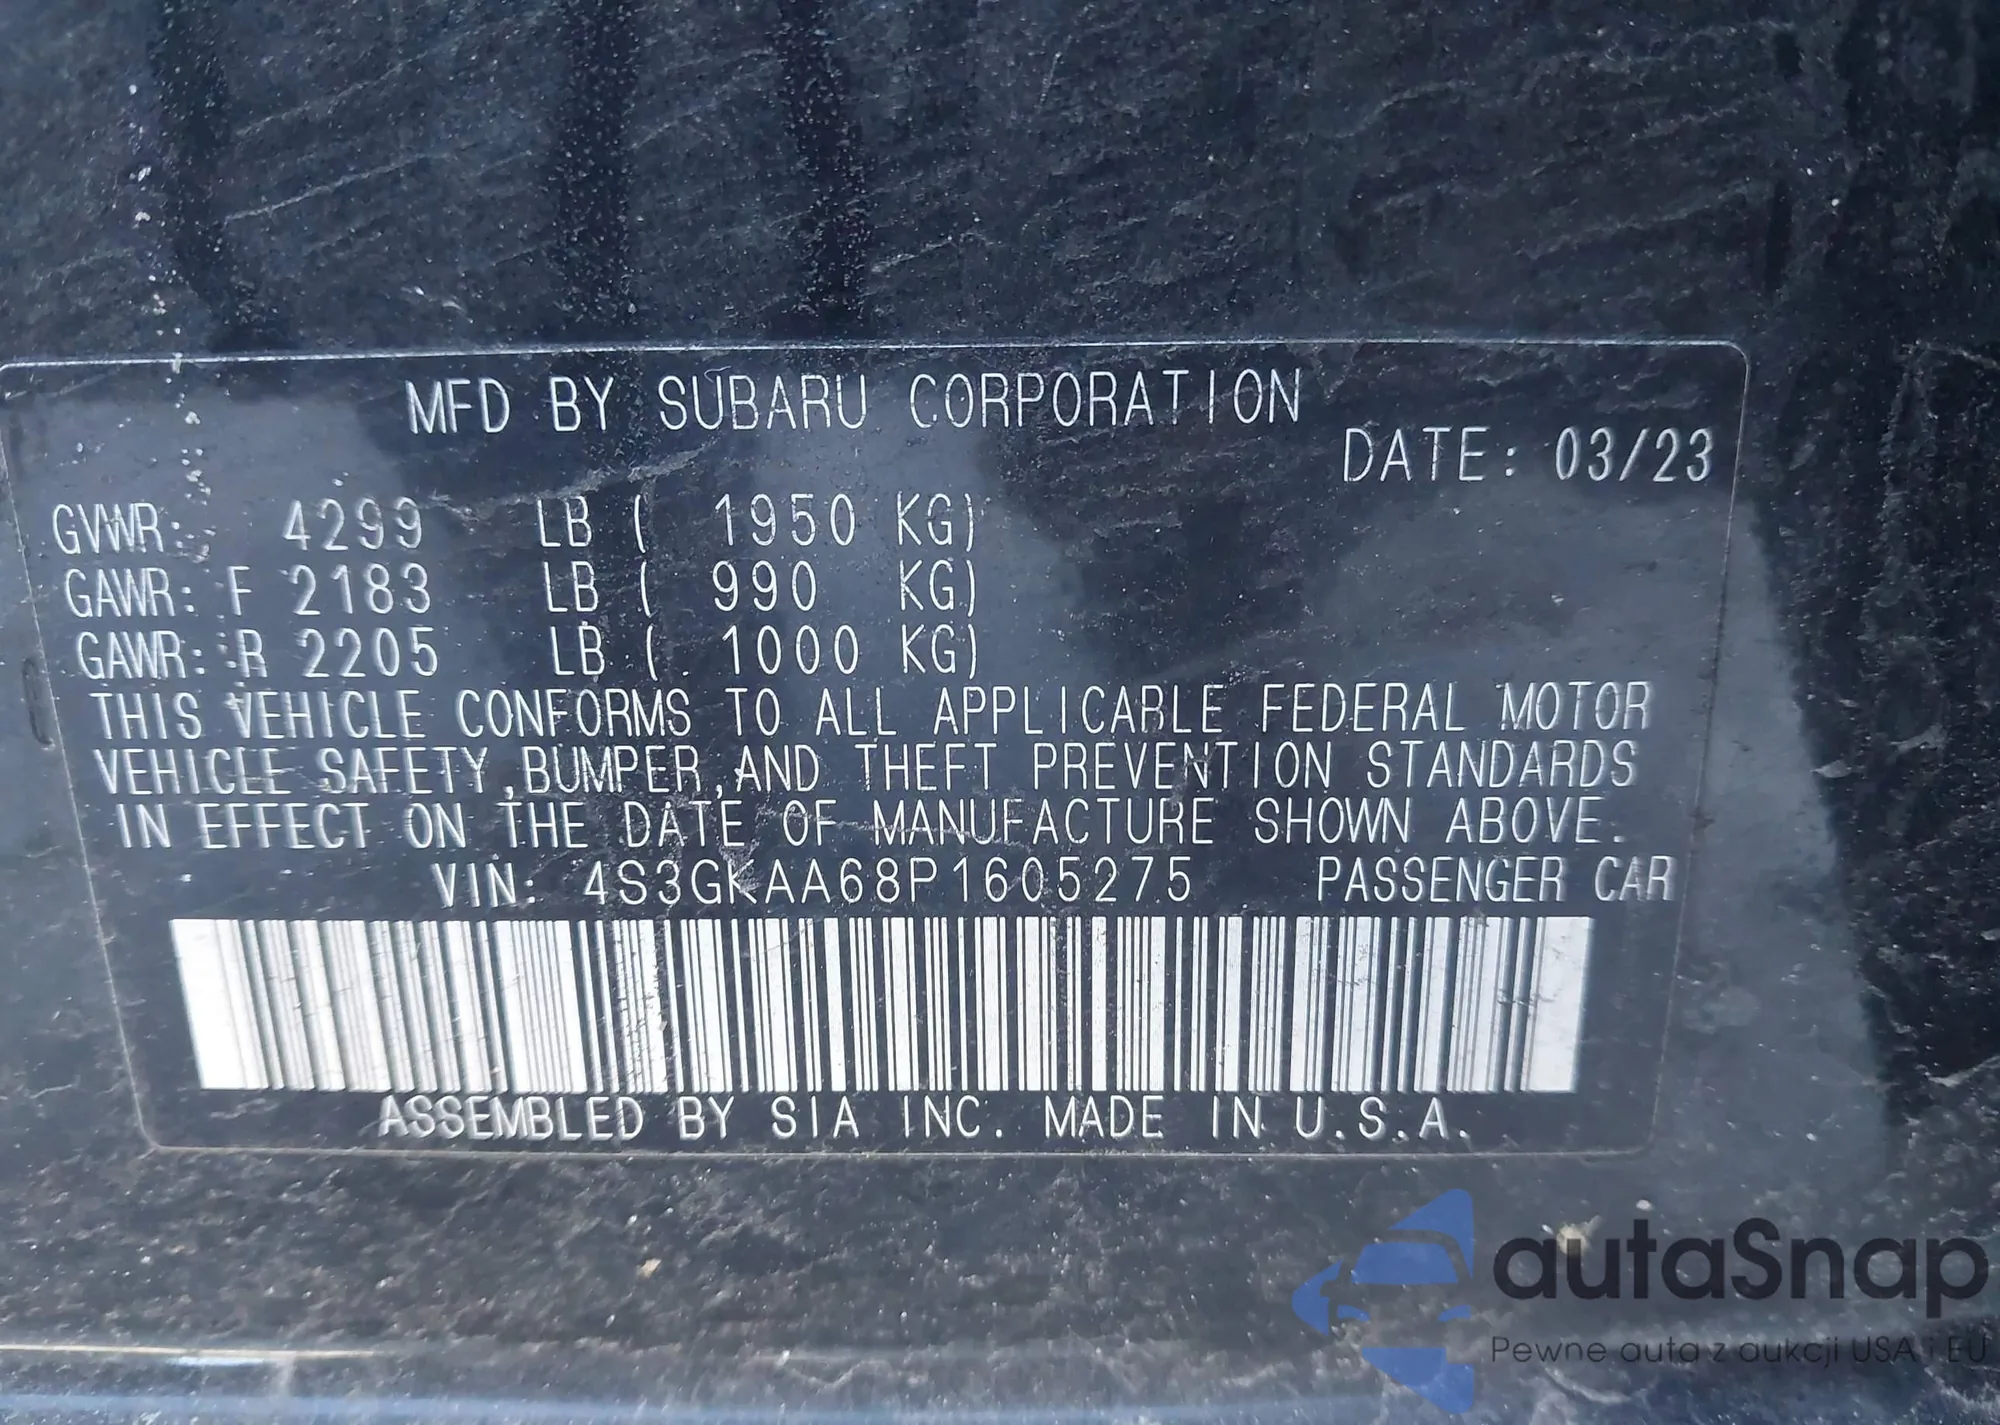 MFD BY SUBARU CORPORATION
DATE: 03/23
GVWR: 4299 LB ( 1950 KG)
GAWR: F 2183 LB ( 990 KG)
GAWR: R 2205 LB ( 1000 KG)
THIS VEHICLE CONFORMS TO ALL APPLICABLE FEDERAL MOTOR
VEHICLE SAFETY,BUMPER,AND THEFT PREVENTION STANDARDS
IN EFFECT ON THE DATE OF MANUFACTURE SHOWN ABOVE.
VIN: 4S3GKAA68P1605275 PASSENGER CAR
ASSEMBLED BY SIA INC. MADE IN U.S.A.
autaSnap
Pewne auta z aukcji USA i EU